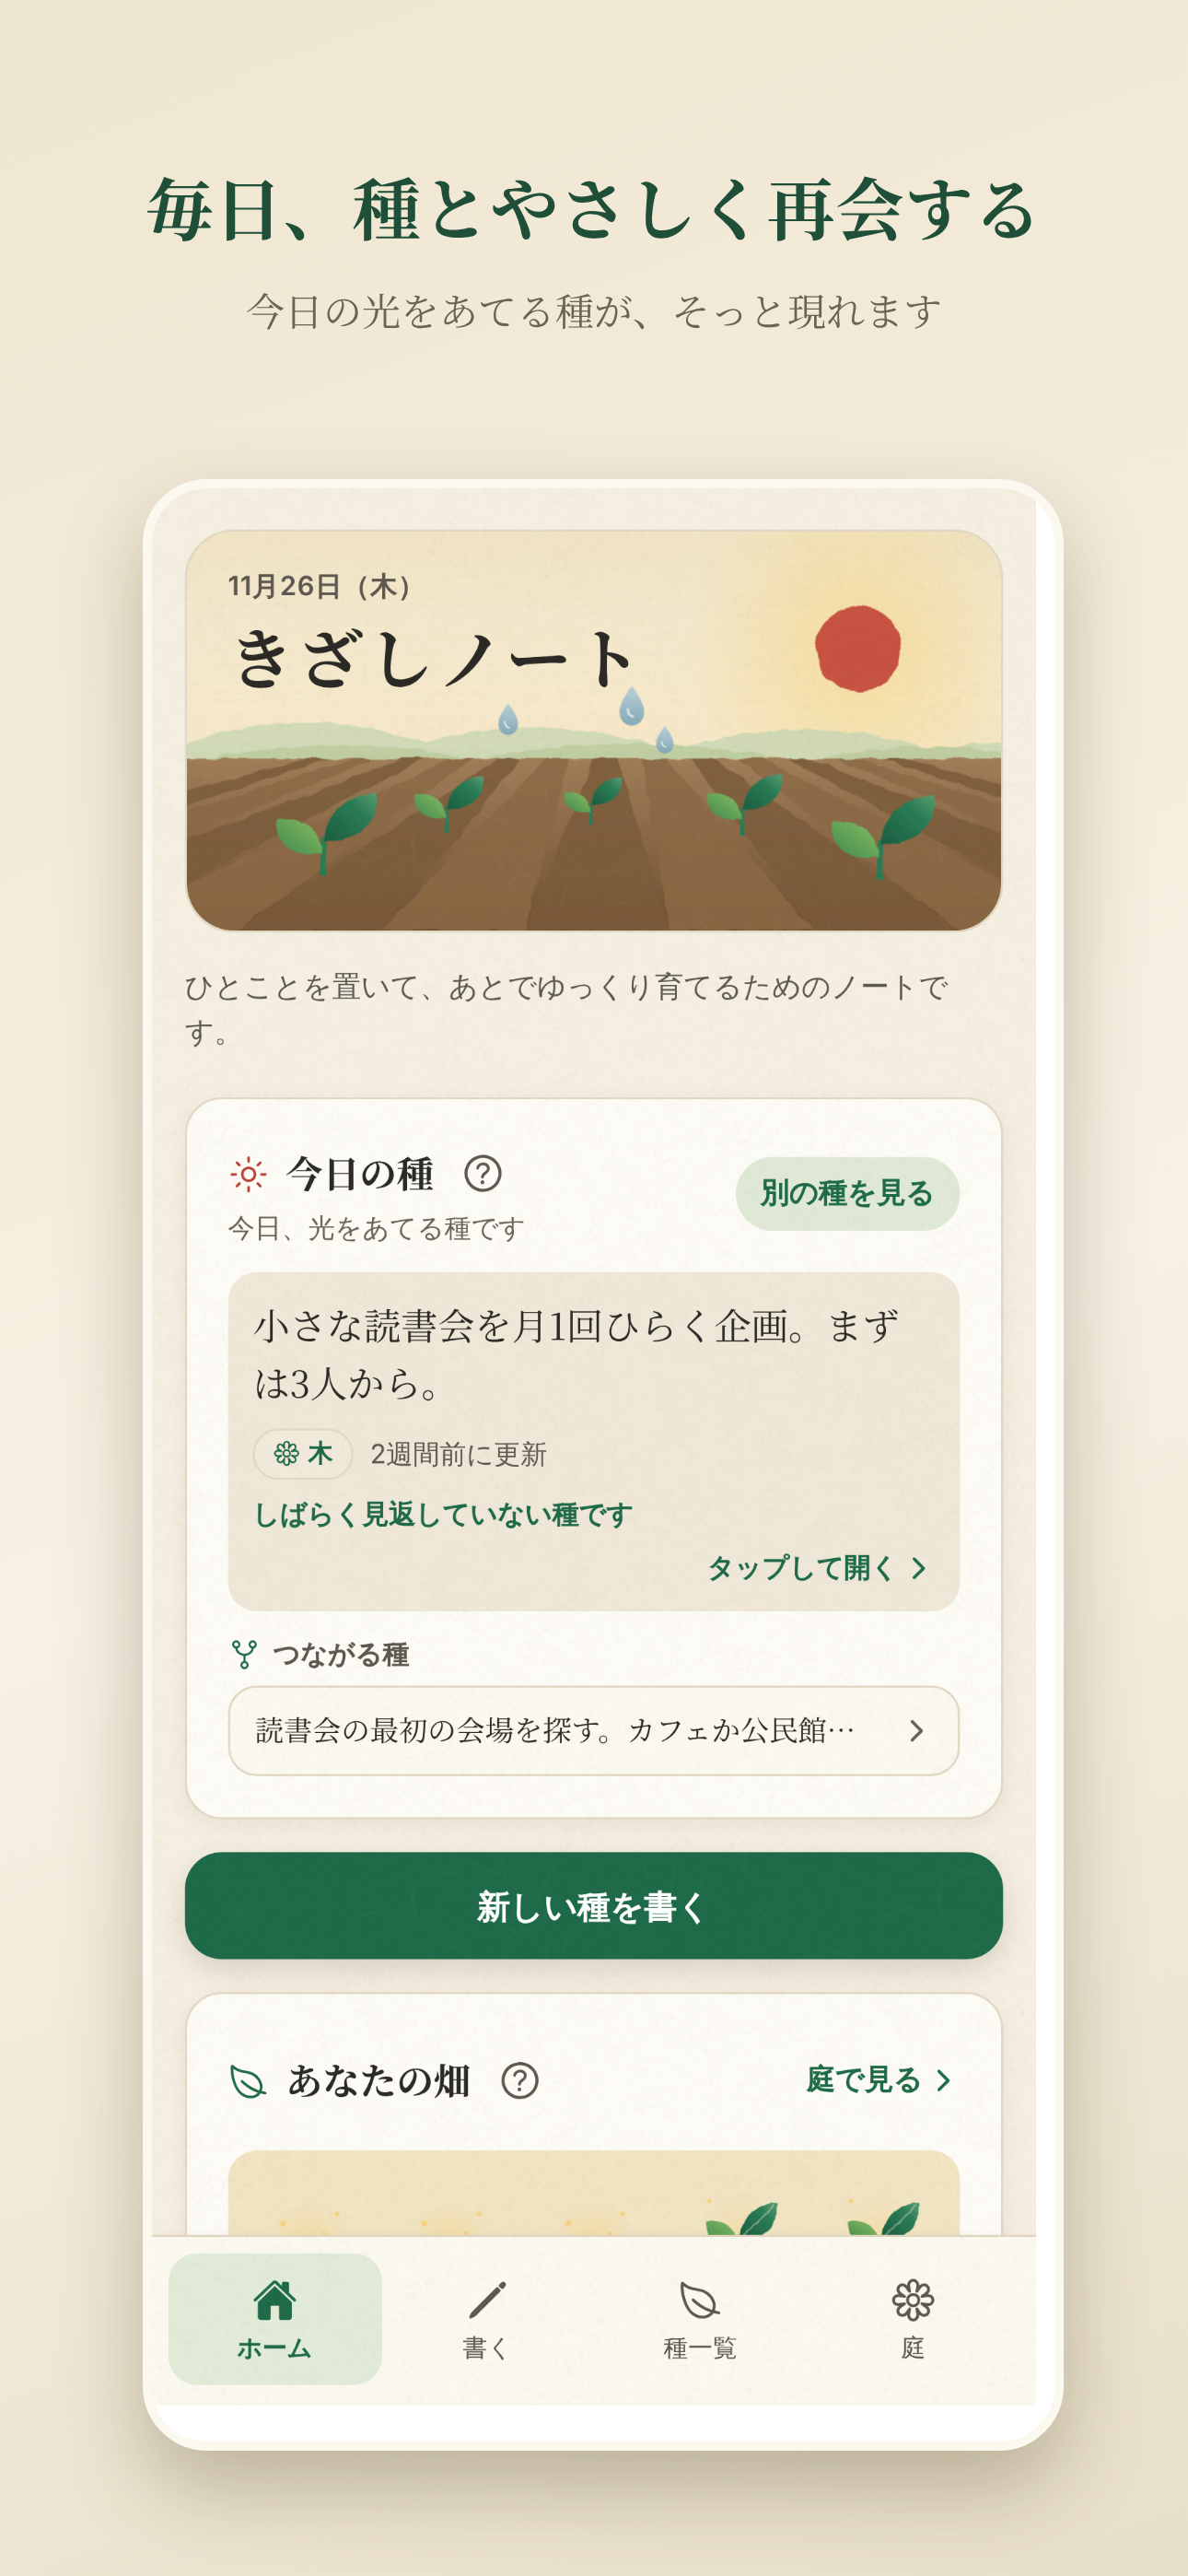 毎日、種とやさしく再会する
今日の光をあてる種が、そっと現れます
11月26日（木）
きざしノート
ひとことを置いて、あとでゆっくり育てるためのノートで
す。
今日の種
別の種を見る
今日、光をあてる種です
小さな読書会を月1回ひらく企画。まず
は3人から。
木 2週間前に更新
しばらく見返していない種です
タップして開く
つながる種
読書会の最初の会場を探す。カフェか公民館…
新しい種を書く
あなたの畑
庭で見る
ホーム 書く 種一覧 庭